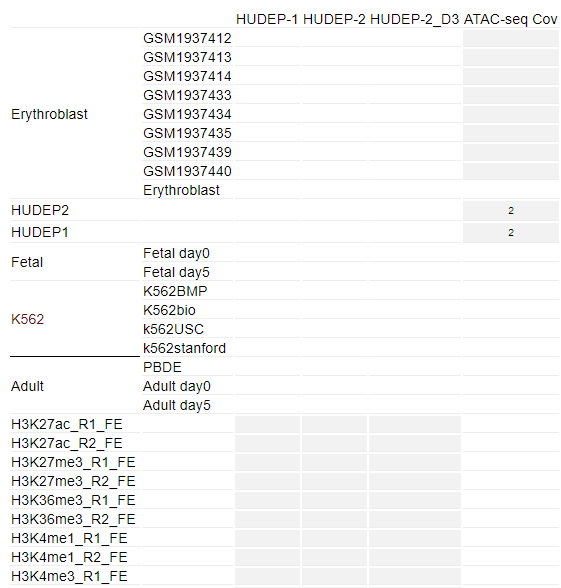 HUDEP-1 HUDEP-2 HUDEP-2_D3 ATAC-seq Cov
GSM1937412
GSM1937413
GSM1937414
GSM1937433
Erythroblast GSM1937434
GSM1937435
GSM1937439
GSM1937440
Erythroblast
HUDEP2 2
HUDEP1 2
Fetal Fetal day0
Fetal day5
K562 K562BMP
K562bio
k562USC
k562stanford
PBDE
Adult Adult day0
Adult day5
H3K27ac_R1_FE
H3K27ac_R2_FE
H3K27me3_R1_FE
H3K27me3_R2_FE
H3K36me3_R1_FE
H3K36me3_R2_FE
H3K4me1_R1_FE
H3K4me1_R2_FE
H3K4me3_R1_FE